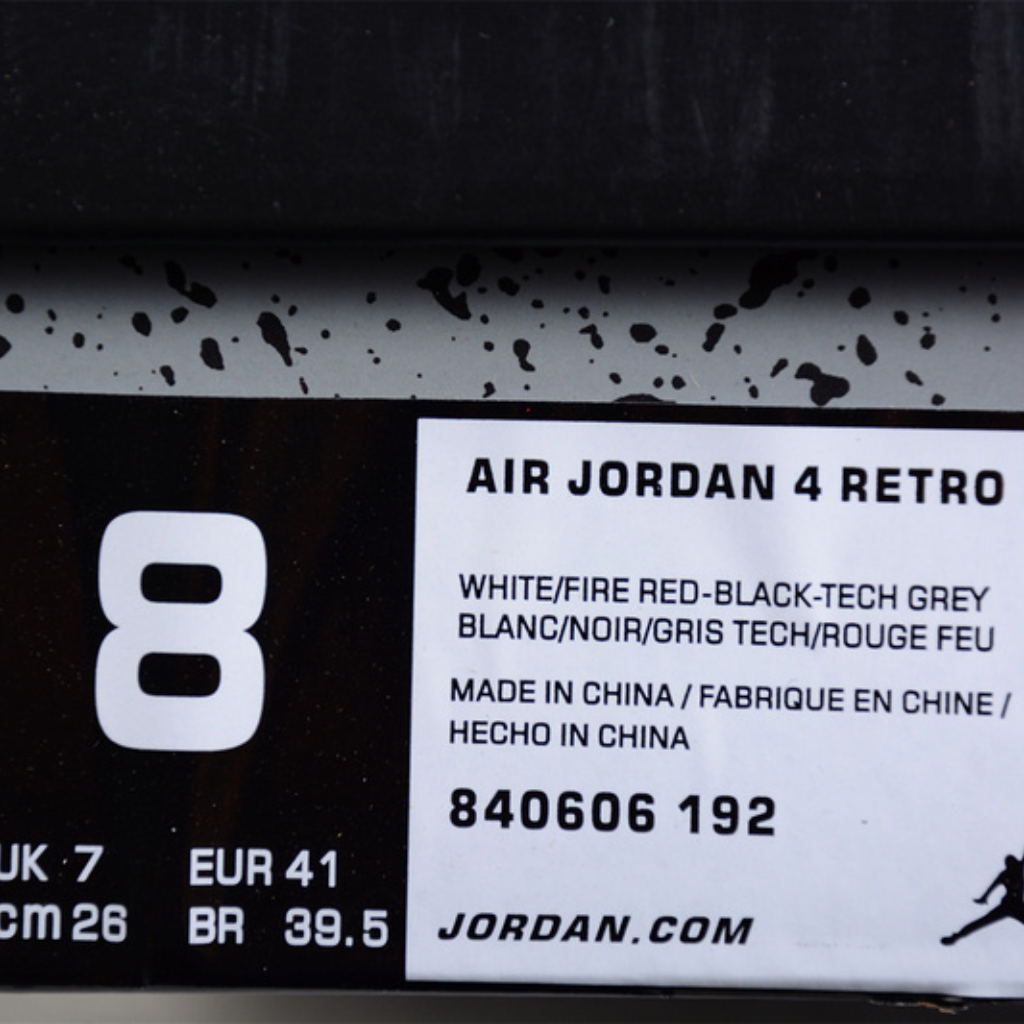 8
UK 7 EUR 41
cm 26 BR 39.5
AIR JORDAN 4 RETRO
WHITE/FIRE RED-BLACK-TECH GREY
BLANC/NOIR/GRIS TECH/ROUGE FEU
MADE IN CHINA / FABRIQUE EN CHINE /
HECHO IN CHINA
840606 192
JORDAN.COM